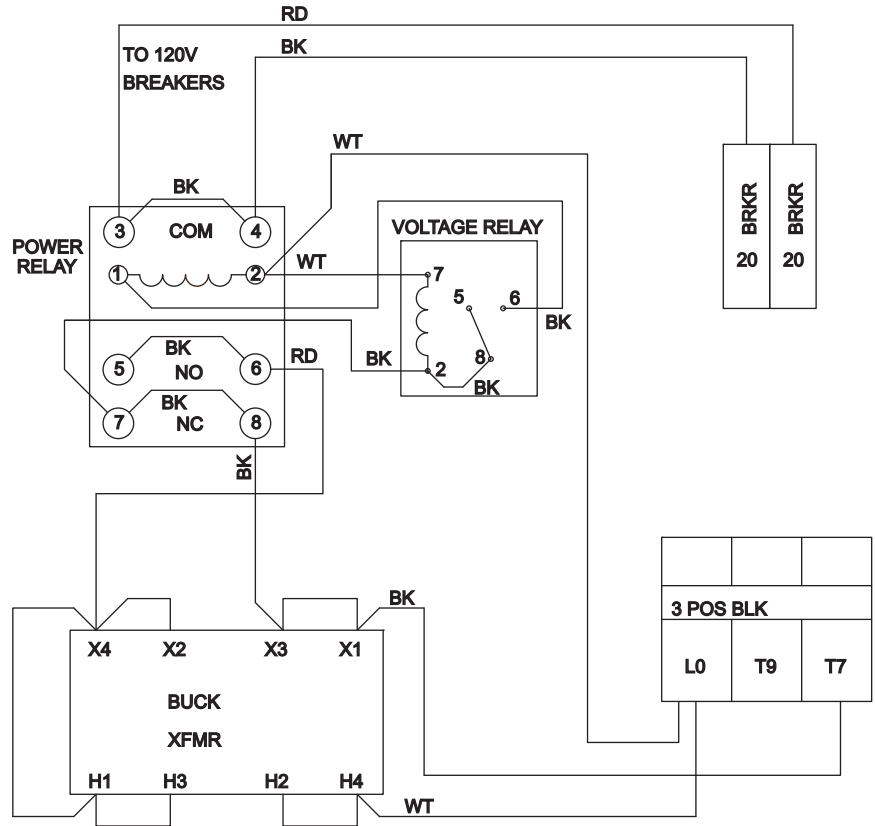 RD
TO 120V
BREAKERS
BK
WT
BK
3
COM
4
VOLTAGE RELAY
POWER
RELAY
1
2
WT
7
5
6
BK
BRKR
20
BRKR
20
BK
5
NO
6
RD
BK
2
8
BK
BK
7
NC
8
BK
3 POS BLK
L0
T9
T7
BK
X4
X2
X3
X1
BUCK
XFMR
H1
H3
H2
H4
WT